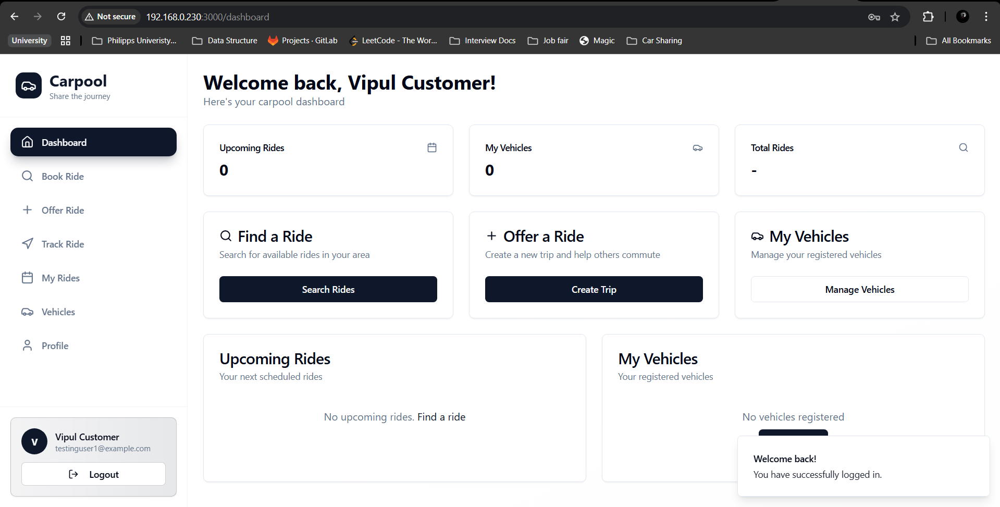 Not secure 192.168.0.230:3000/dashboard
University Philipps Univeristy... Data Structure Projects · GitLab LeetCode - The Wor... Interview Docs Job fair Magic Car Sharing All Bookmarks
Carpool
Share the journey
Dashboard
Book Ride
Offer Ride
Track Ride
My Rides
Vehicles
Profile
V
Vipul Customer
testinguser1@example.com
Logout
Welcome back, Vipul Customer!
Here's your carpool dashboard
Upcoming Rides
0
My Vehicles
0
Total Rides
-
Find a Ride
Search for available rides in your area
Search Rides
Offer a Ride
Create a new trip and help others commute
Create Trip
My Vehicles
Manage your registered vehicles
Manage Vehicles
Upcoming Rides
Your next scheduled rides
No upcoming rides. Find a ride
My Vehicles
Your registered vehicles
No vehicles registered
Welcome back!
You have successfully logged in.